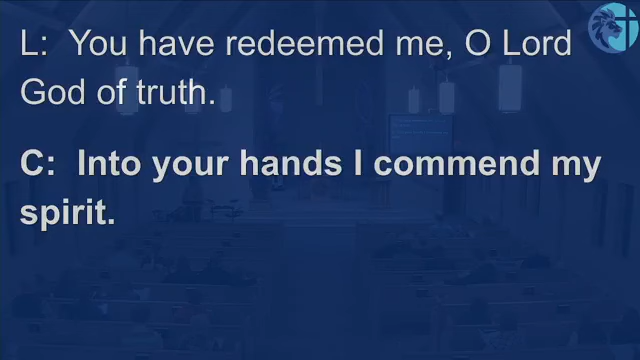 L: You have redeemed me, O Lord
God of truth.
C: Into your hands I commend my
spirit.